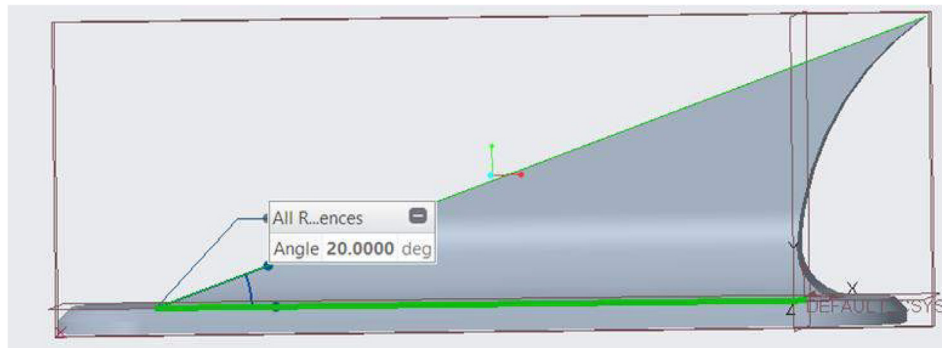 All R...ences
Angle 20.0000 deg
X
Z
DEFAULT_CSYS